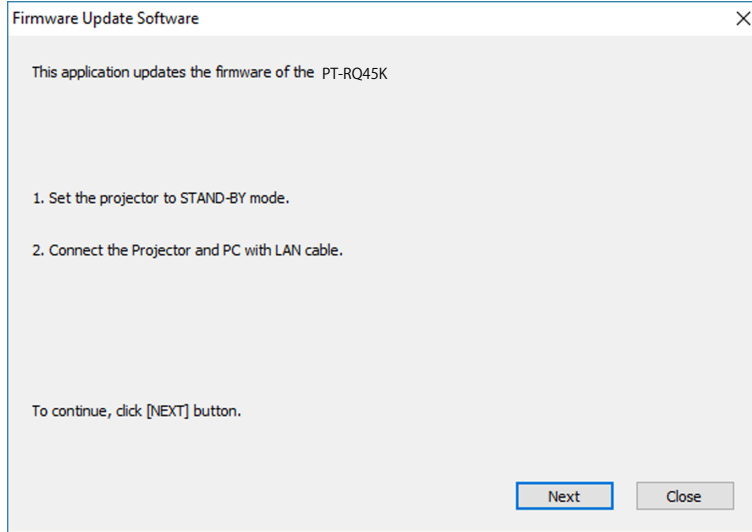 Firmware Update Software
This application updates the firmware of the PT-RQ45K
1. Set the projector to STAND-BY mode.
2. Connect the Projector and PC with LAN cable.
To continue, click [NEXT] button.
Next
Close